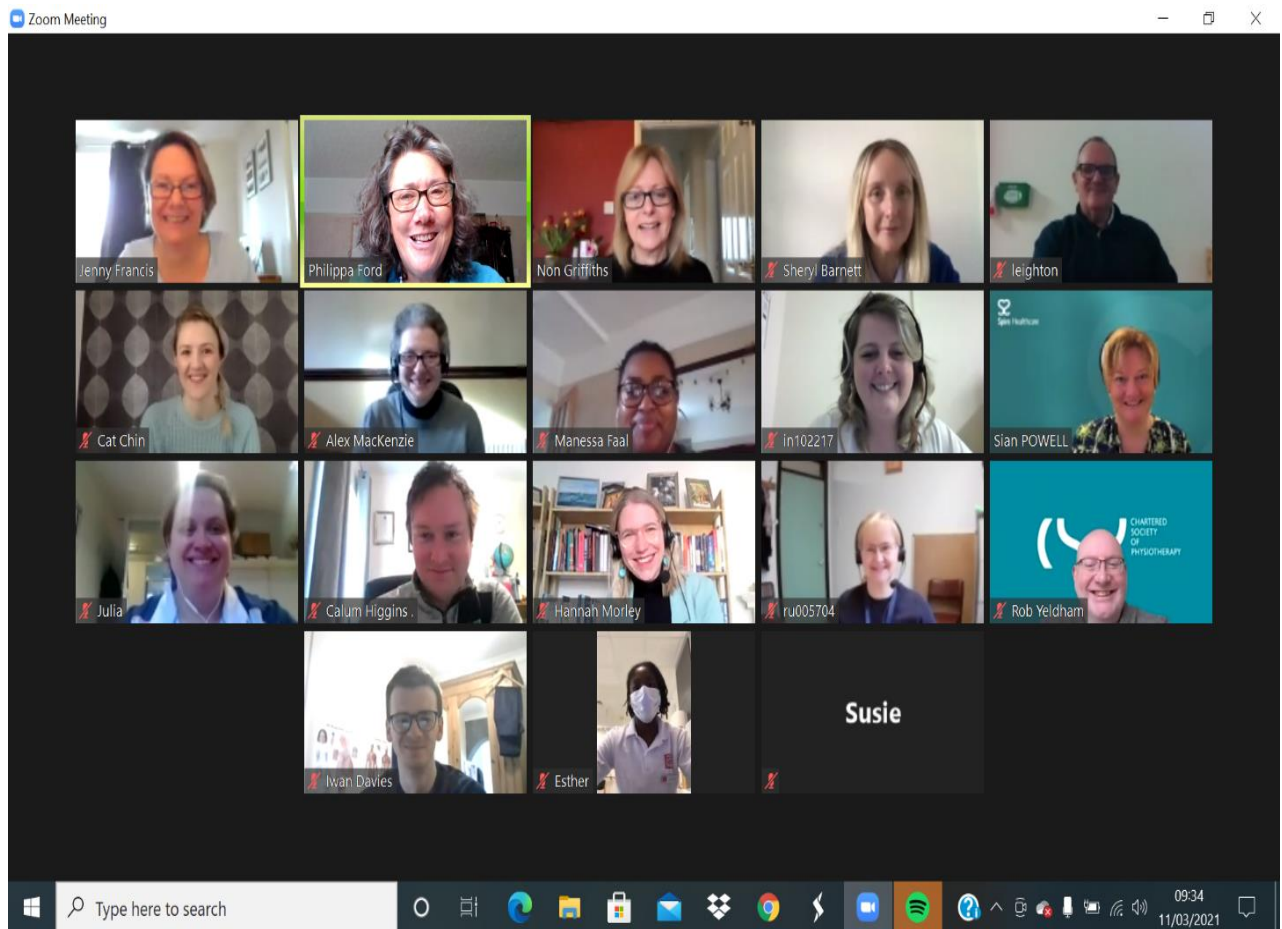 Zoom Meeting
Jenny Francis
Philippa Ford
Non Griffiths
Sheryl Barnett
leighton
Cat Chin
Alex MacKenzie
Manessa Faal
in102217
Spire Healthcare
Sian POWELL
Julia
Calum Higgins .
Hannah Morley
ru005704
CHARTERED
SOCIETY
OF
PHYSIOTHERAPY
Rob Yeldham
Iwan Davies
Esther
Susie
Type here to search
09:34
11/03/2021